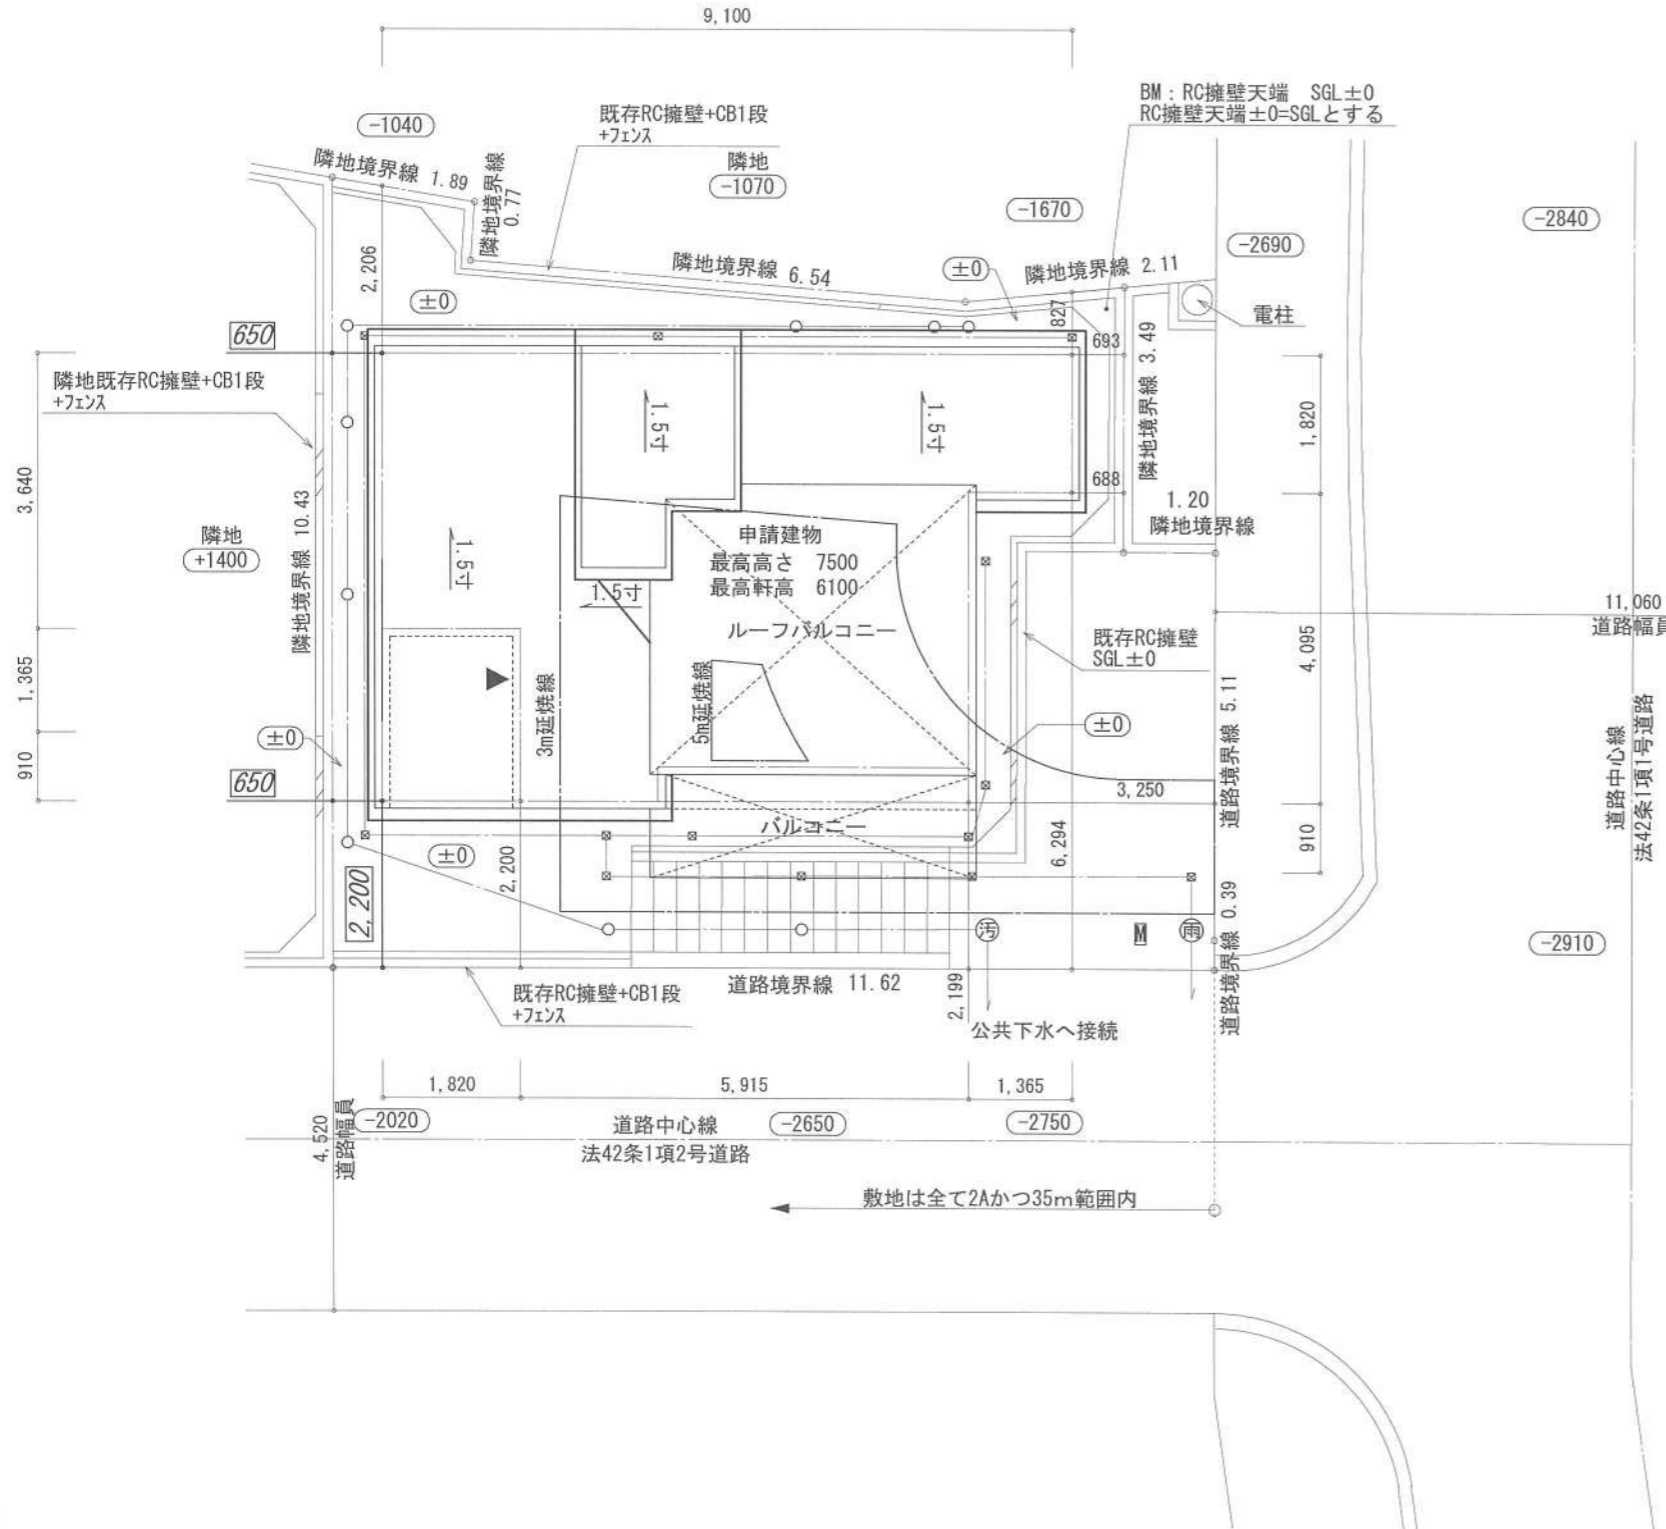 9,100
BM：RC擁壁天端　SGL±0
RC擁壁天端±0=SGLとする
既存RC擁壁+CB1段
+フェンス
-1040
隣地境界線 1.89
隣地境界線
0.77
隣地
-1070
-1670
-2840
-2690
隣地境界線 6.54
±0
隣地境界線 2.11
2,206
±0
827
電柱
650
693
隣地境界線 3.49
隣地既存RC擁壁+CB1段
+フェンス
1.5寸
1.5寸
1,820
3,640
688
隣地境界線 10.43
1.20
隣地境界線
隣地
+1400
1.5寸
申請建物
最高高さ　7500
最高軒高　6100
1.5寸
ルーフバルコニー
11,060
道路幅員
既存RC擁壁
SGL±0
4,095
1,365
3m延焼線
5m延焼線
道路境界線 5.11
±0
±0
道路中心線
法42条1項1号道路
910
650
3,250
バルコニー
6,294
910
±0
2,200
2,200
汚
M
雨
道路境界線 0.39
-2910
道路境界線 11.62
既存RC擁壁+CB1段
+フェンス
2,199
公共下水へ接続
1,820
5,915
1,365
4,520
道路幅員
-2020
道路中心線
-2650
-2750
法42条1項2号道路
敷地は全て2Aかつ35m範囲内